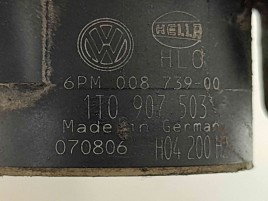 HELLA
HLO
6PM 008 739-00
1T0 907 503
Made in Germany
070806 H04 200 H